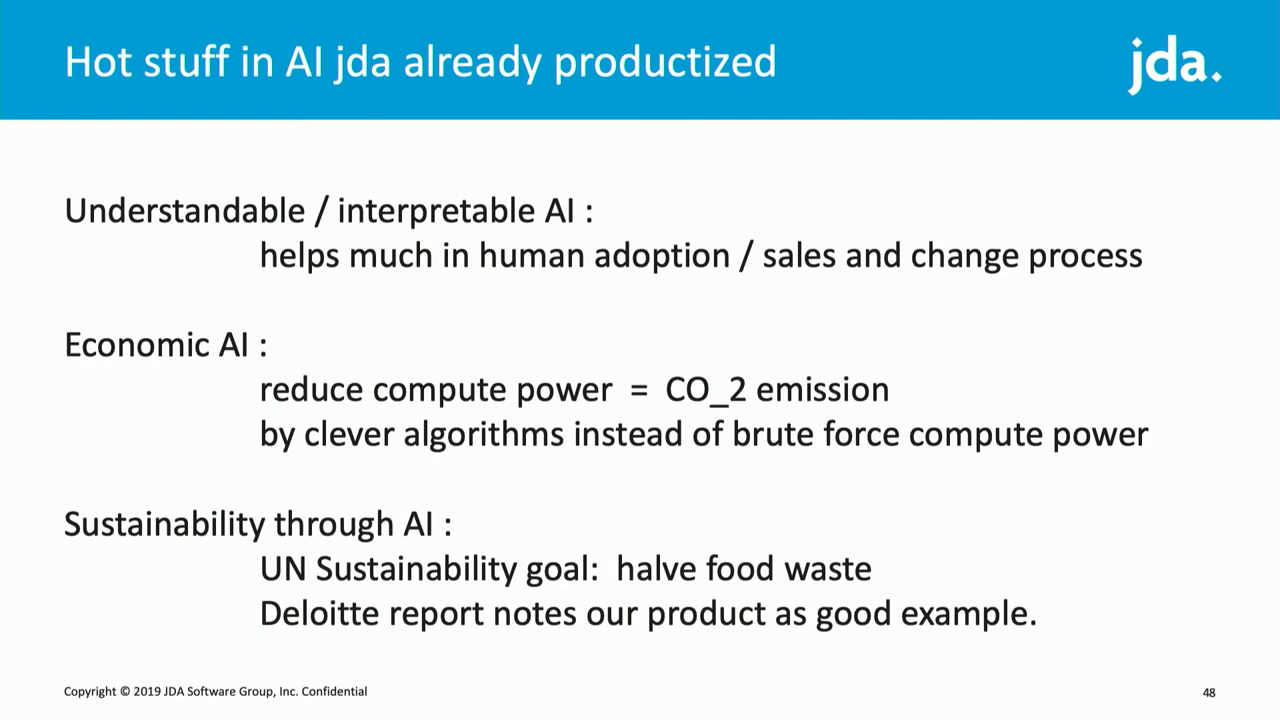 Hot stuff in AI jda already productized
jda.
Understandable / interpretable AI :
helps much in human adoption / sales and change process
Economic AI :
reduce compute power = CO_2 emission
by clever algorithms instead of brute force compute power
Sustainability through AI :
UN Sustainability goal: halve food waste
Deloitte report notes our product as good example.
Copyright © 2019 JDA Software Group, Inc. Confidential
48